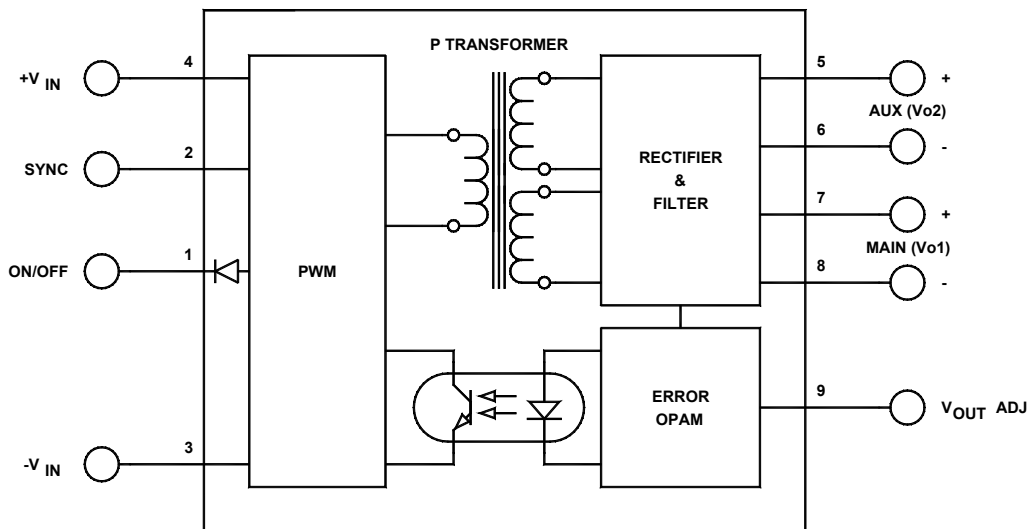 P TRANSFORMER
+V IN
4
SYNC
2
ON/OFF
1
-V IN
3
PWM
RECTIFIER
&
FILTER
ERROR
OPAM
5
+
AUX (Vo2)
6
-
7
+
MAIN (Vo1)
8
-
9
VOUT ADJ